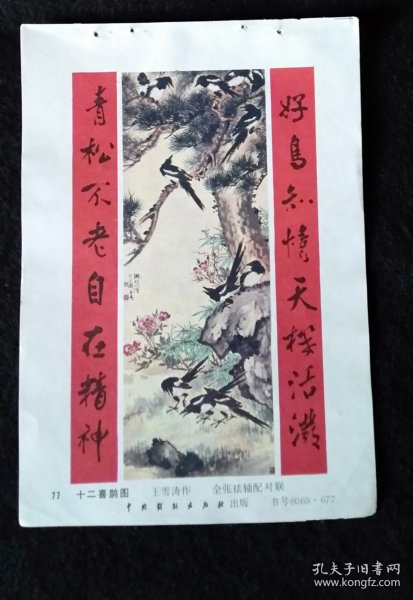 好鸟知情天机活泼
青松不老自在精神
77 十二喜鹊图 王雪涛作 全张裱轴配对联
中国戏剧出版社 出版 书号8069·677
孔夫子旧书网
www.kongfz.com